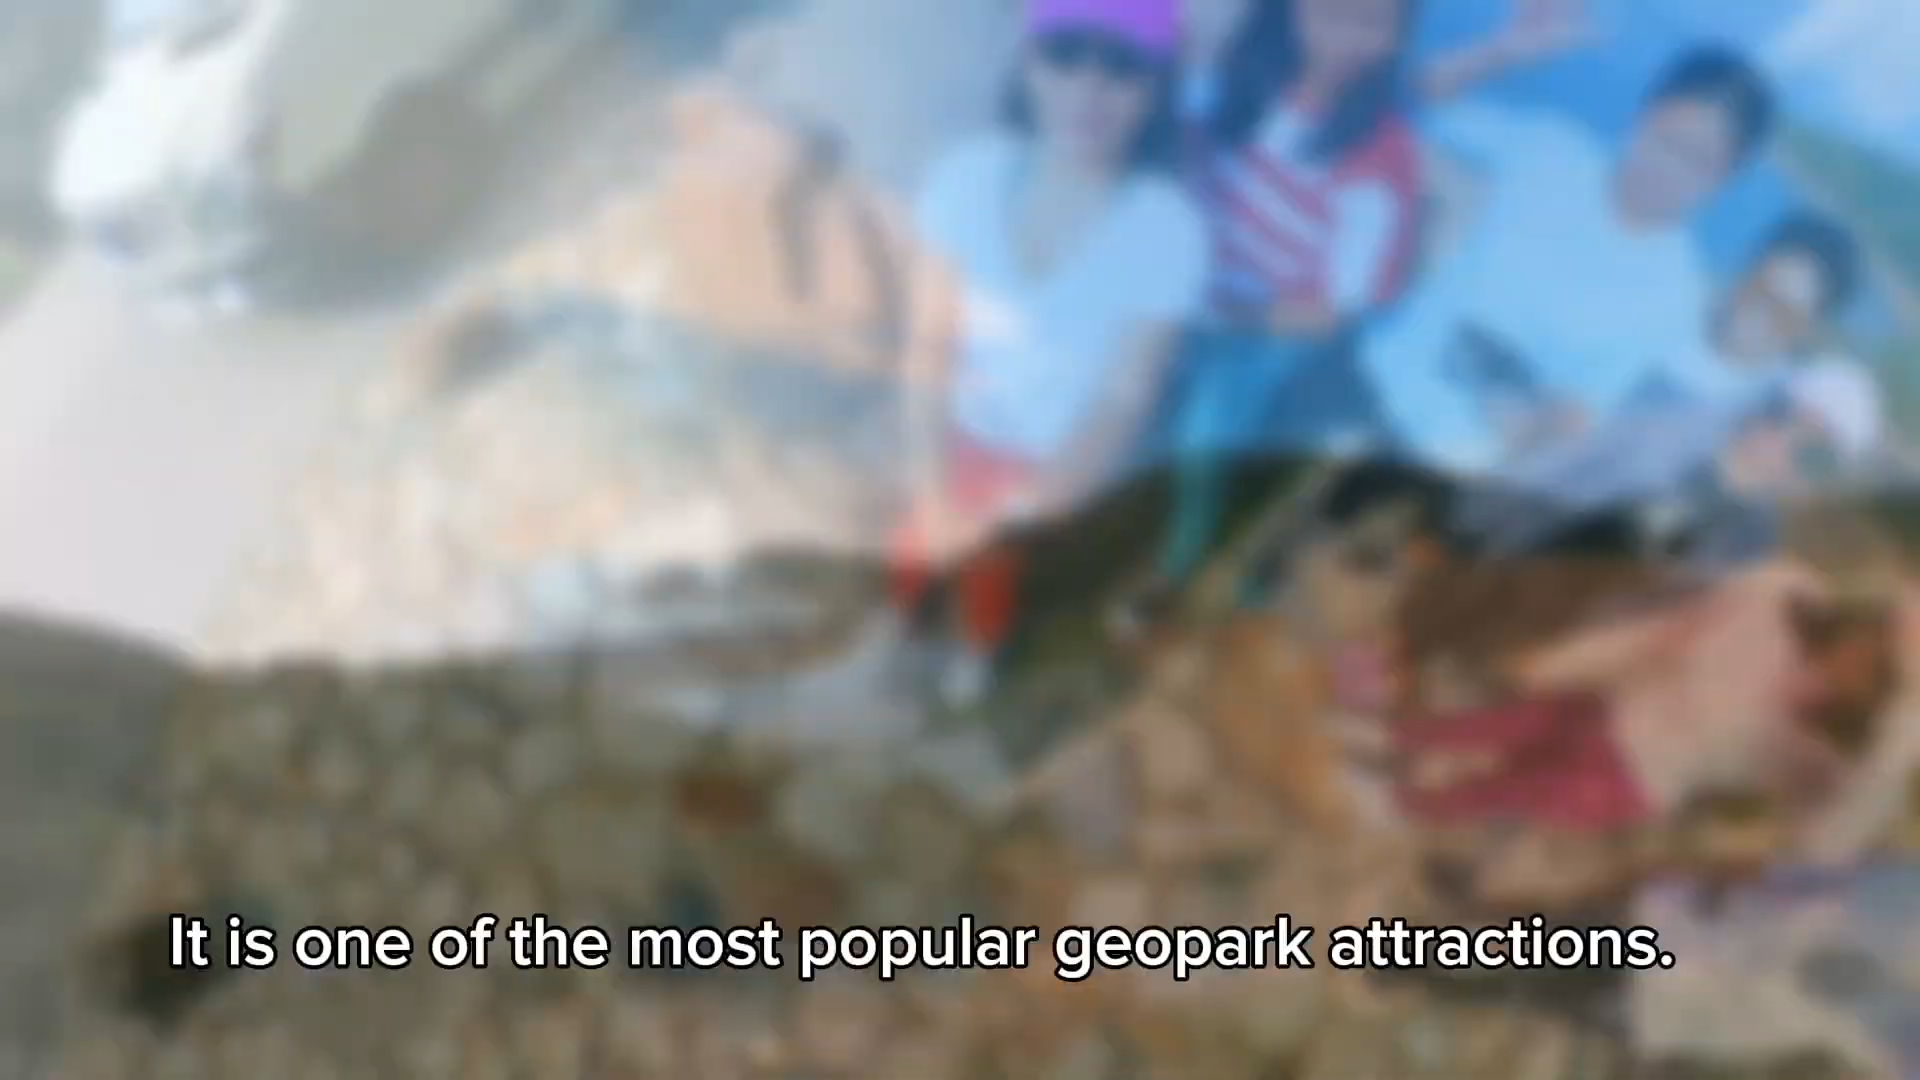 It is one of the most popular geopark attractions.